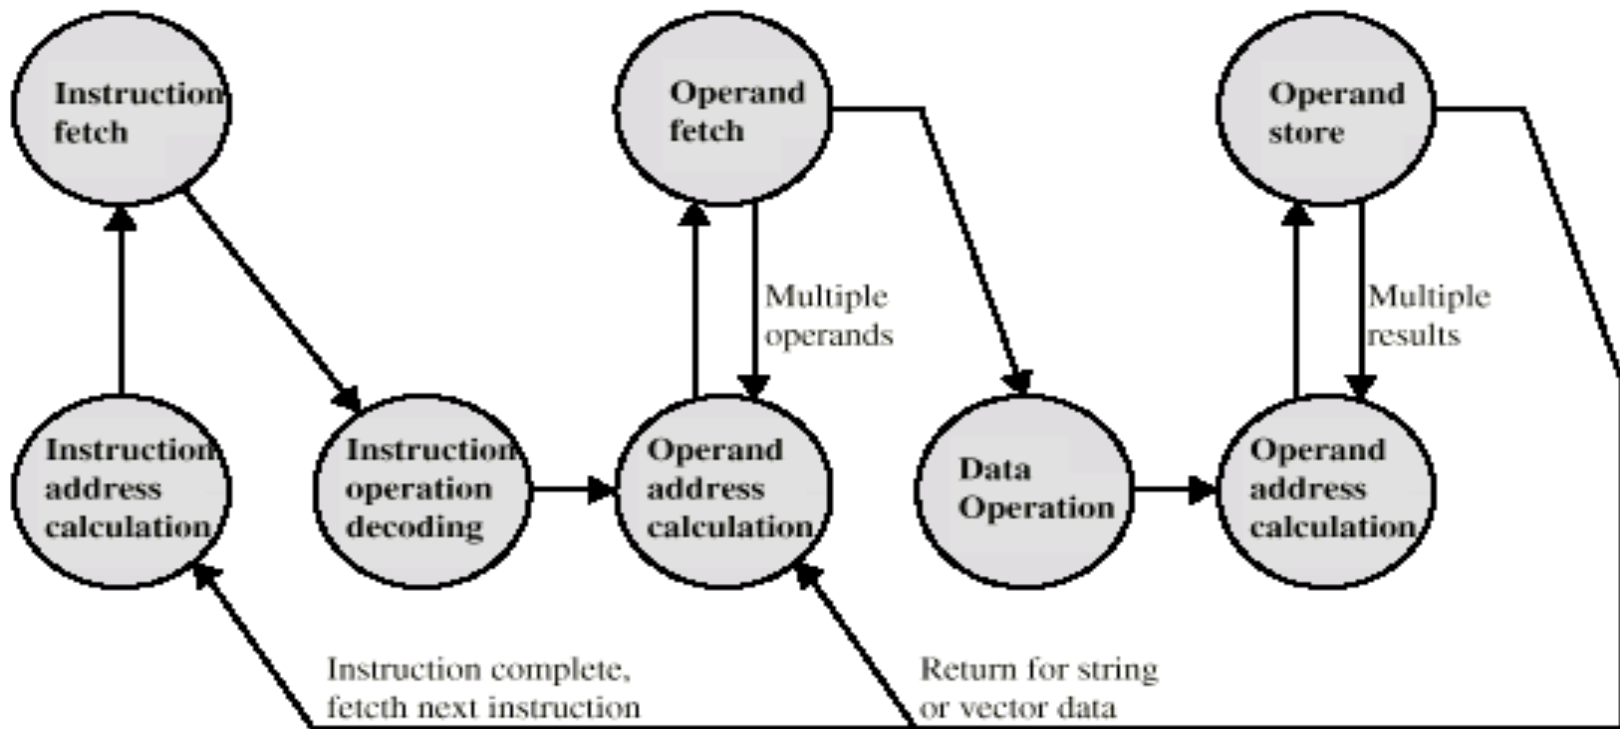 Instruction
fetch
Operand
fetch
Operand
store
Multiple
operands
Multiple
results
Instruction
address
calculation
Instruction
operation
decoding
Operand
address
calculation
Data
Operation
Operand
address
calculation
Instruction complete,
fetcth next instruction
Return for string
or vector data